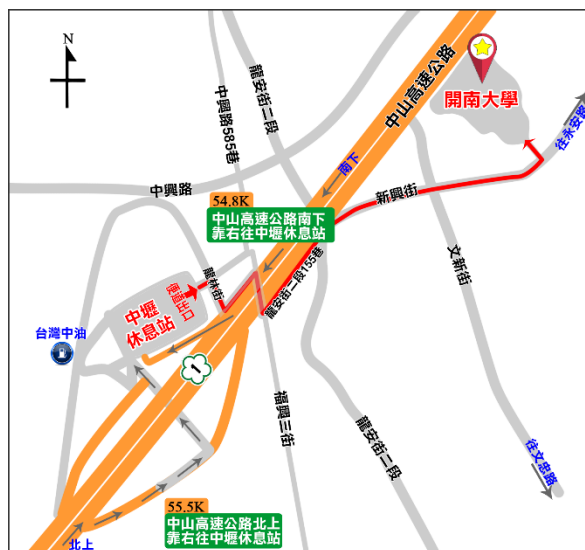 N
龍安街二段
中山高速公路
開南大學
往永安路
中興路585巷
南下
中興路
新興街
54.8K
中山高速公路南下
靠右往中壢休息站
文新街
龍林街
龍安街二段155巷
便道出口
中壢
休息站
台灣中油
1
福興三街
龍安街二段
往文忠路
55.5K
中山高速公路北上
靠右往中壢休息站
北上